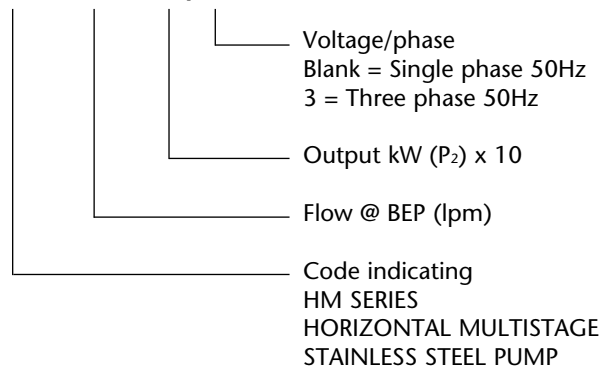 Voltage/phase
Blank = Single phase 50Hz
3 = Three phase 50Hz
Output kW (P2) x 10
Flow @ BEP (lpm)
Code indicating
HM SERIES
HORIZONTAL MULTISTAGE
STAINLESS STEEL PUMP